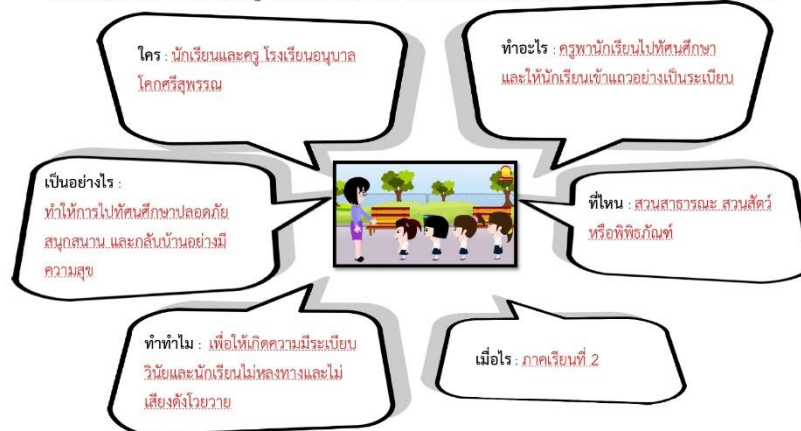 ใคร : นักเรียนและครู โรงเรียนอนุบาล
โคกศรีสุพรรณ
ทำอะไร : ครูพานักเรียนไปทัศนศึกษา
และให้นักเรียนเข้าแถวอย่างเป็นระเบียบ
เป็นอย่างไร :
ทำให้การไปทัศนศึกษาปลอดภัย
สนุกสนาน และกลับบ้านอย่างมี
ความสุข
ที่ไหน : สวนสาธารณะ สวนสัตว์
หรือพิพิธภัณฑ์
ทำทำไม : เพื่อให้เกิดความมีระเบียบ
วินัยและนักเรียนไม่หลงทางและไม่
เสียงดังโวยวาย
เมื่อไร : ภาคเรียนที่ 2